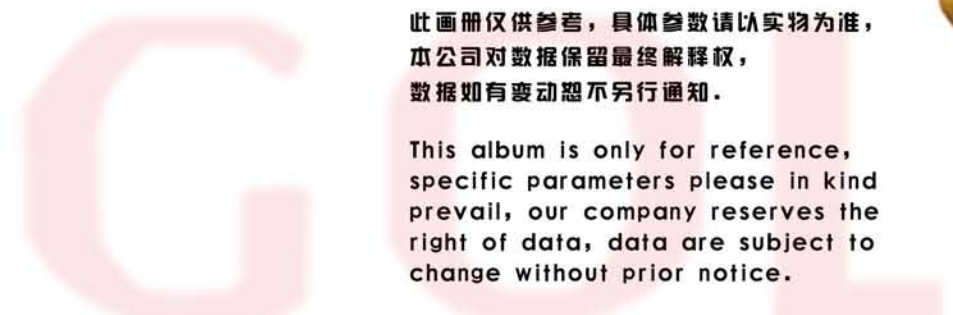 此画册仅供参考，具体参数请以实物为准，
本公司对数据保留最终解释权，
数据如有变动恕不另行通知.
This album is only for reference,
specific parameters please in kind
prevail, our company reserves the
right of data, data are subject to
change without prior notice.
GOL